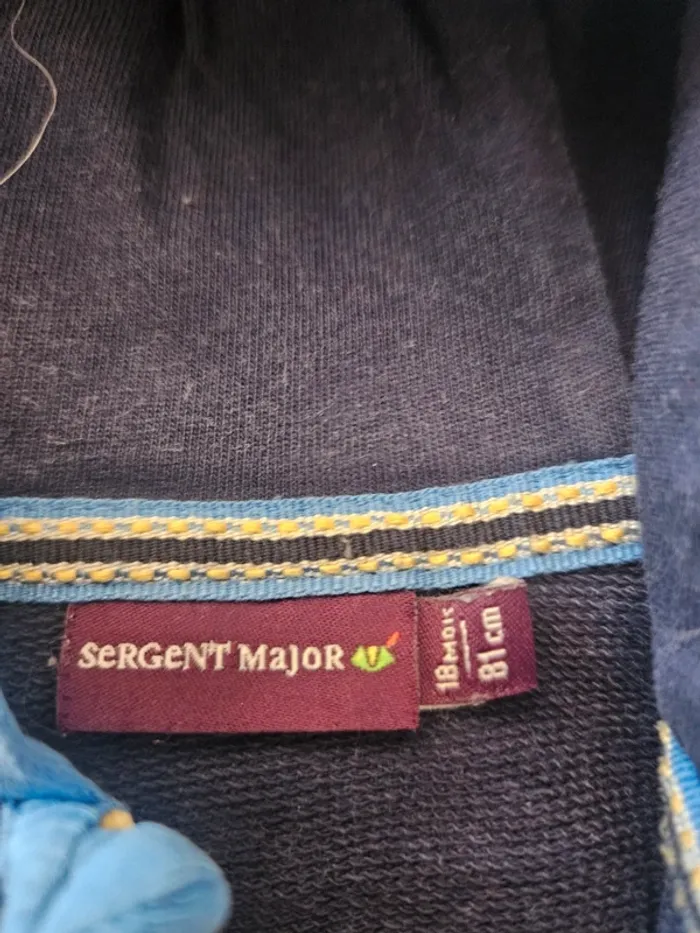 SeRGeNT MajoR
18 MOIS
81 cm